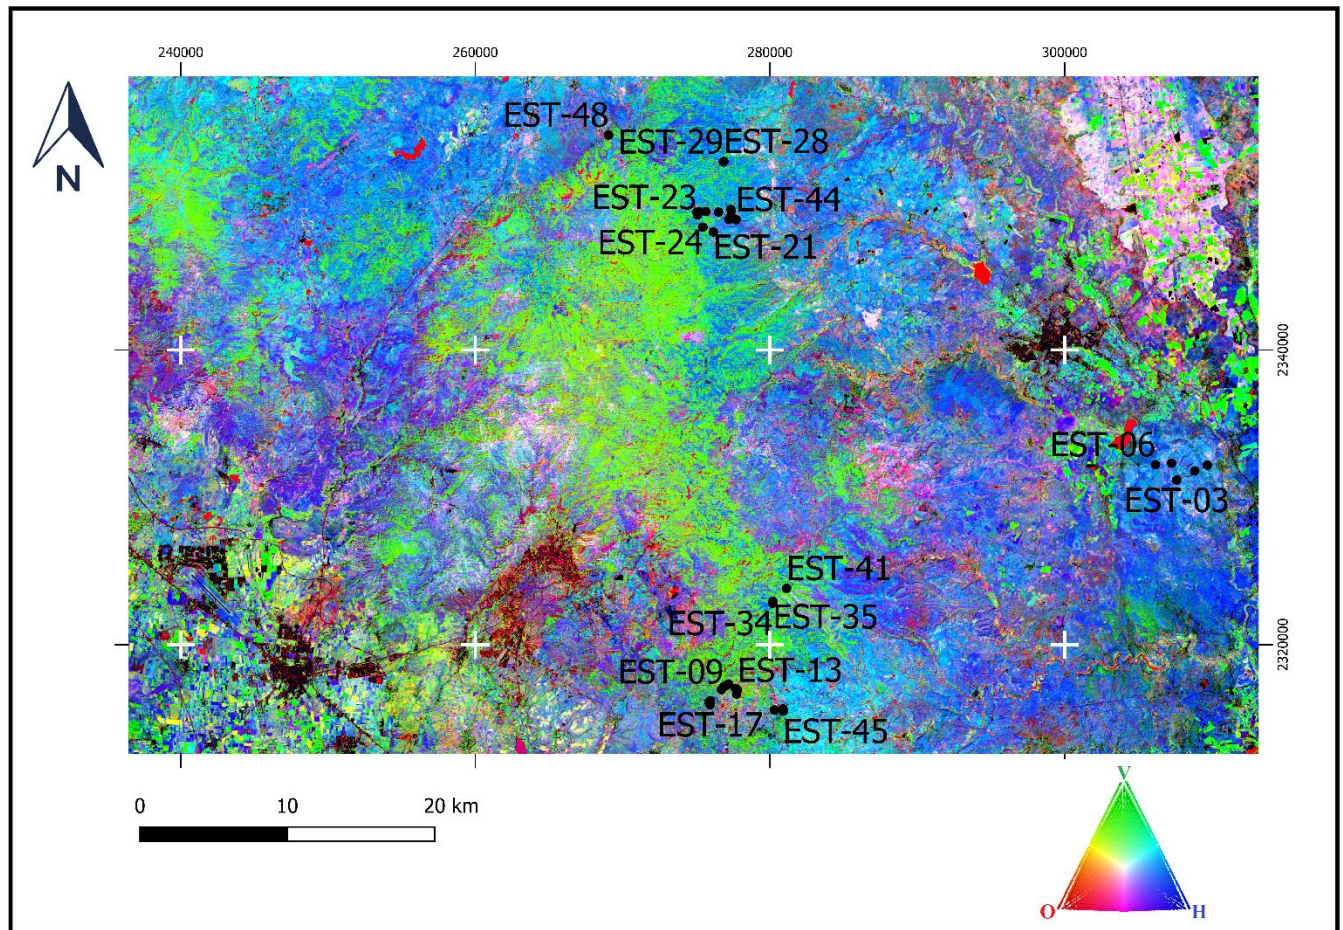 240000 260000 280000 300000
N
EST-48
EST-29 EST-28
EST-23 EST-44
EST-24 EST-21
2340000
EST-06
EST-03
EST-41
EST-34 EST-35
2320000
EST-09 EST-13
EST-17 EST-45
0 10 20 km
V
O H